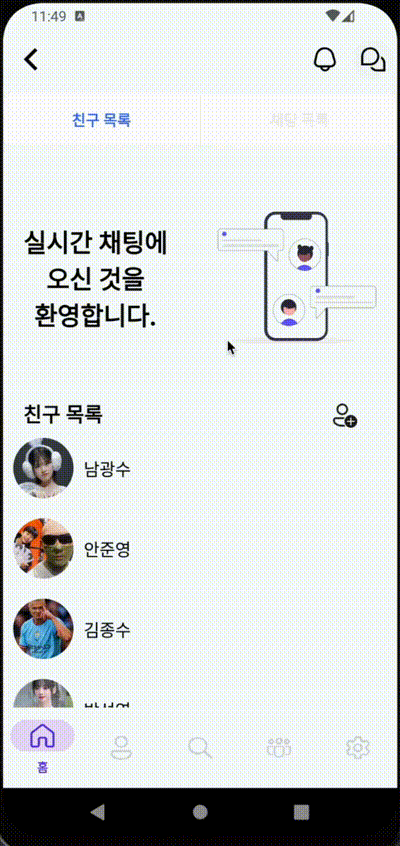 11:49 A
친구 목록
채팅 목록
실시간 채팅에
오신 것을
환영합니다.
친구 목록
남광수
안준영
김종수
홈